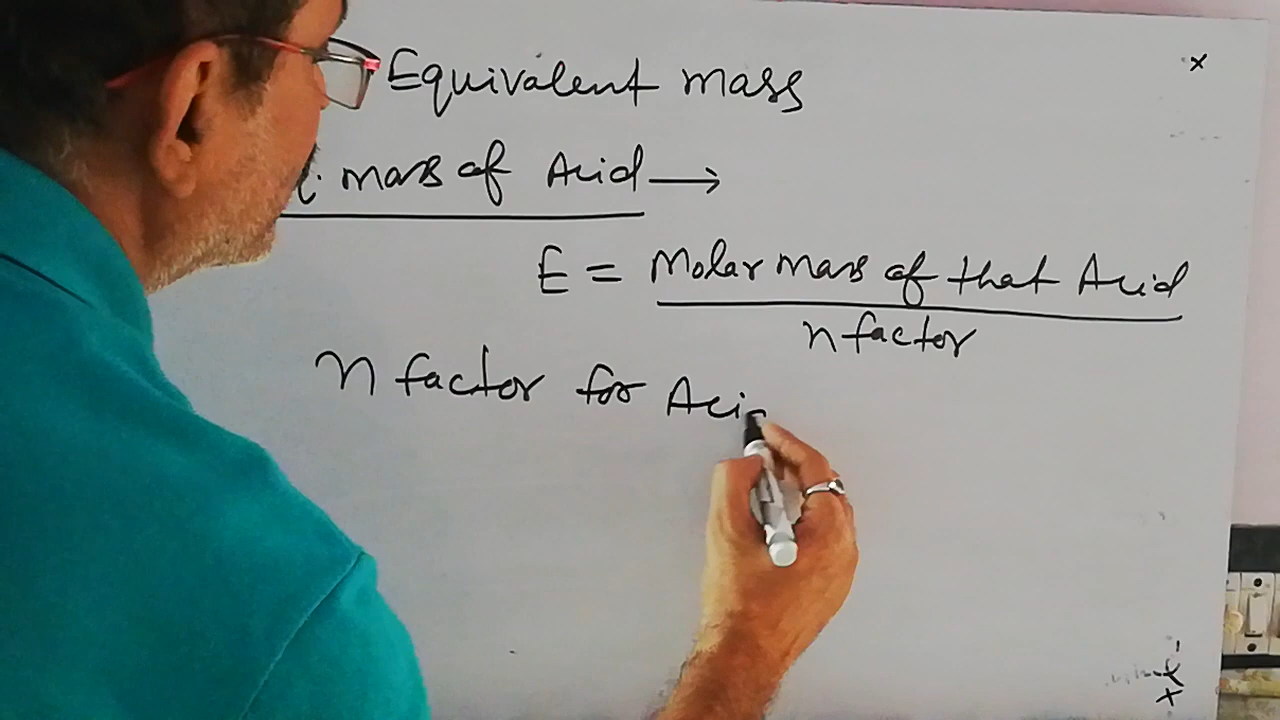 Equivalent mass
mass of Acid →
E = Molar mass of that Acid
n factor
n factor for Aci